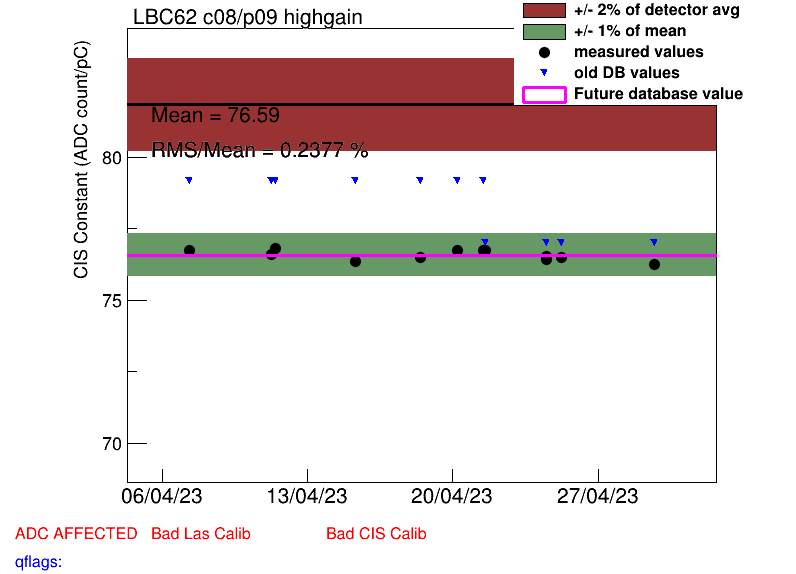 LBC62 c08/p09 highgain
+/- 2% of detector avg
+/- 1% of mean
measured values
old DB values
Future database value
CIS Constant (ADC count/pC)
Mean = 76.59
RMS/Mean = 0.2377 %
80
75
70
06/04/23 13/04/23 20/04/23 27/04/23
ADC AFFECTED Bad Las Calib Bad CIS Calib
qflags: